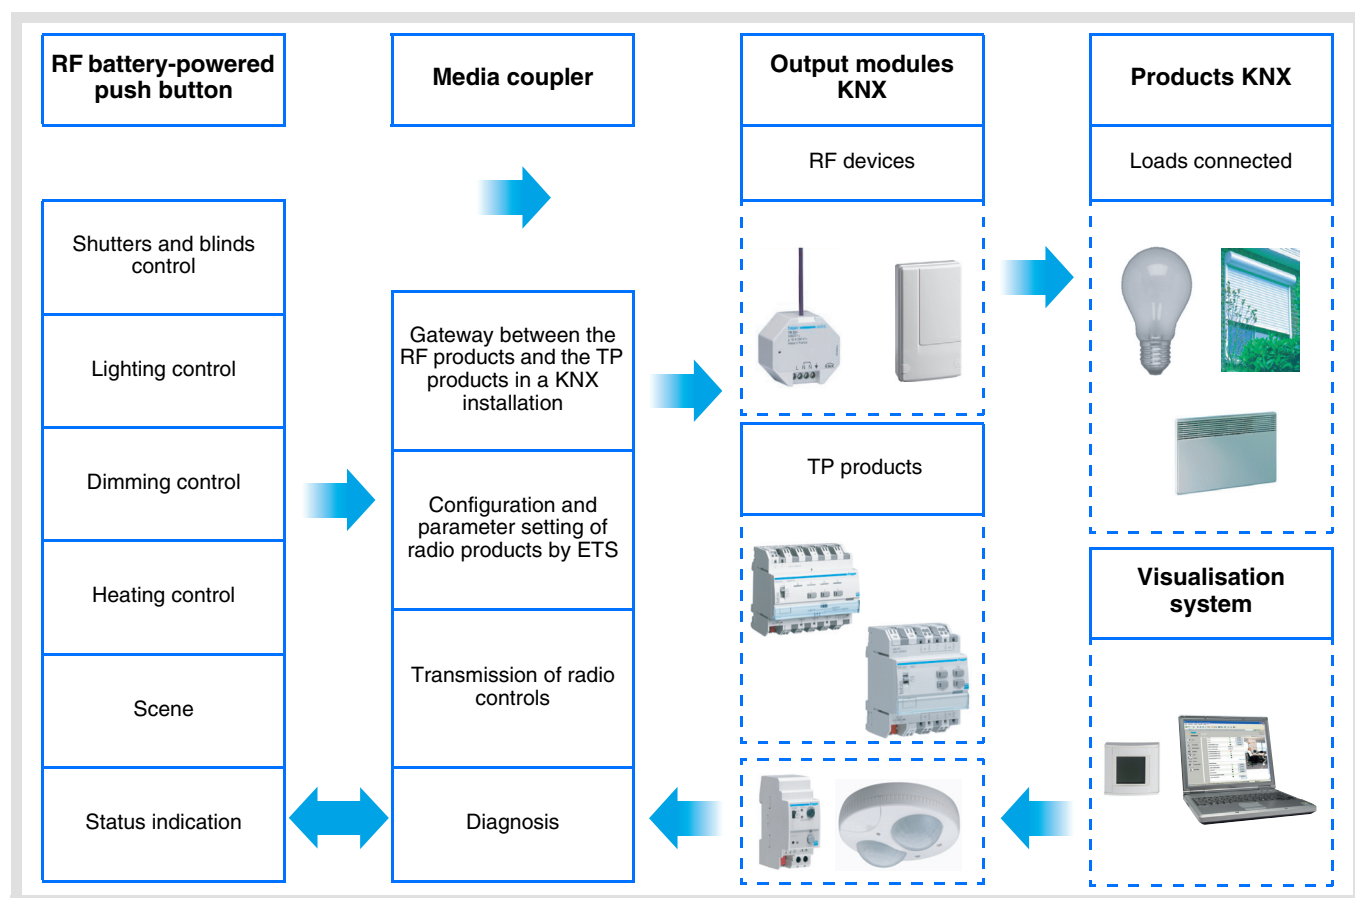 RF battery-powered
push button
Shutters and blinds
control
Lighting control
Dimming control
Heating control
Scene
Status indication
Media coupler
Gateway between the
RF products and the TP
products in a KNX
installation
Configuration and
parameter setting of
radio products by ETS
Transmission of radio
controls
Diagnosis
Output modules
KNX
RF devices
L N N
TP products
Products KNX
Loads connected
Visualisation
system